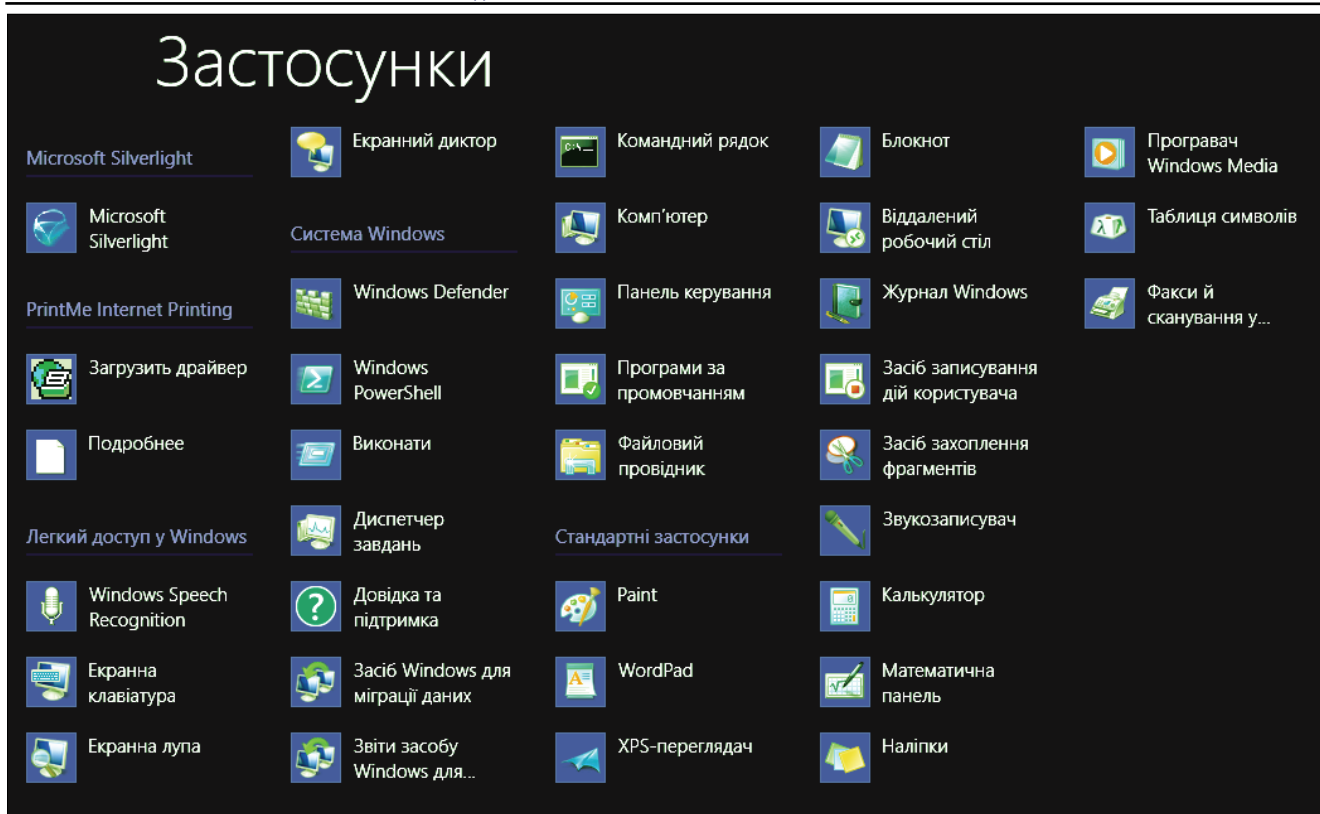 Застосунки
Microsoft Silverlight
Microsoft
Silverlight
PrintMe Internet Printing
Загрузить драйвер
Подробнее
Легкий доступ у Windows
Windows Speech
Recognition
Екранна
клавіатура
Екранна лупа
Екранний диктор
Система Windows
Windows Defender
Windows
PowerShell
Виконати
Диспетчер
завдань
Довідка та
підтримка
Засіб Windows для
міграції даних
Звіти засобу
Windows для...
Командний рядок
Комп'ютер
Панель керування
Програми за
промовчанням
Файловий
провідник
Стандартні застосунки
Paint
WordPad
XPS-переглядач
Блокнот
Віддалений
робочий стіл
Журнал Windows
Засіб записування
дій користувача
Засіб захоплення
фрагментів
Звукозаписувач
Калькулятор
Математична
панель
Наліпки
Програвач
Windows Media
Таблиця символів
Факси й
сканування у...